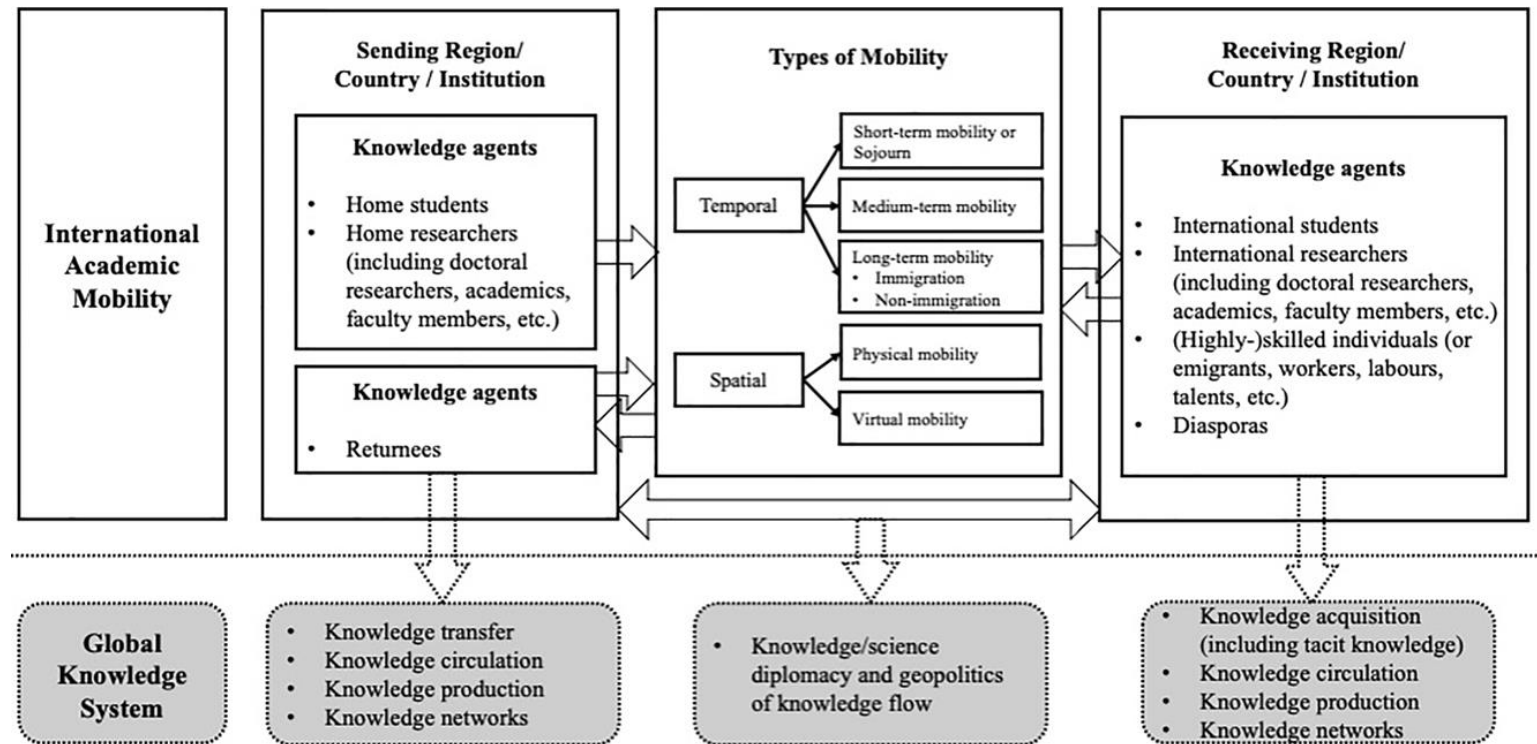 International
Academic
Mobility
Sending Region/
Country / Institution
Knowledge agents
• Home students
• Home researchers
(including doctoral
researchers, academics,
faculty members, etc.)
Knowledge agents
• Returnees
Types of Mobility
Temporal
Short-term mobility or
Sojourn
Medium-term mobility
Long-term mobility
• Immigration
• Non-immigration
Spatial
Physical mobility
Virtual mobility
Receiving Region/
Country / Institution
Knowledge agents
• International students
• International researchers
(including doctoral researchers,
academics, faculty members, etc.)
• (Highly-)skilled individuals (or
emigrants, workers, labours,
talents, etc.)
• Diasporas
Global
Knowledge
System
• Knowledge transfer
• Knowledge circulation
• Knowledge production
• Knowledge networks
• Knowledge/science
diplomacy and geopolitics
of knowledge flow
• Knowledge acquisition
(including tacit knowledge)
• Knowledge circulation
• Knowledge production
• Knowledge networks